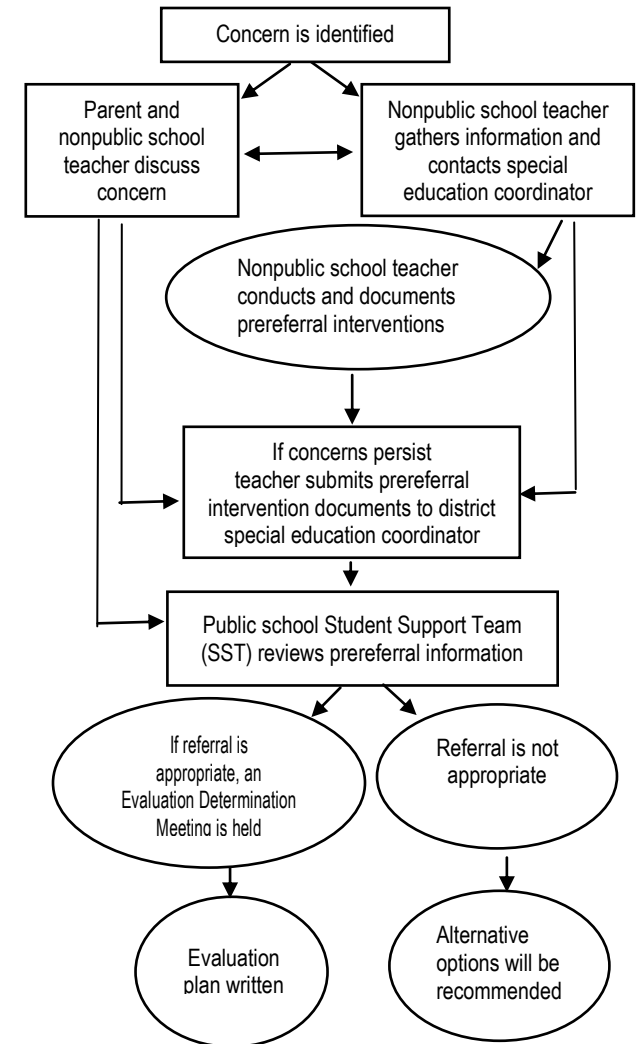 Concern is identified
Parent and
nonpublic school
teacher discuss
concern
Nonpublic school teacher
gathers information and
contacts special
education coordinator
Nonpublic school teacher
conducts and documents
prereferral interventions
If concerns persist
teacher submits prereferral
intervention documents to district
special education coordinator
Public school Student Support Team
(SST) reviews prereferral information
If referral is
appropriate, an
Evaluation Determination
Meeting is held
Referral is not
appropriate
Evaluation
plan written
Alternative
options will be
recommended